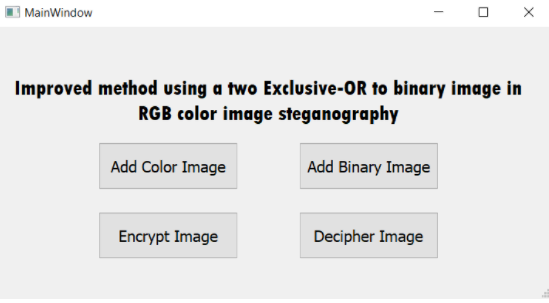 MainWindow
Improved method using a two Exclusive-OR to binary image in
RGB color image steganography
Add Color Image
Add Binary Image
Encrypt Image
Decipher Image